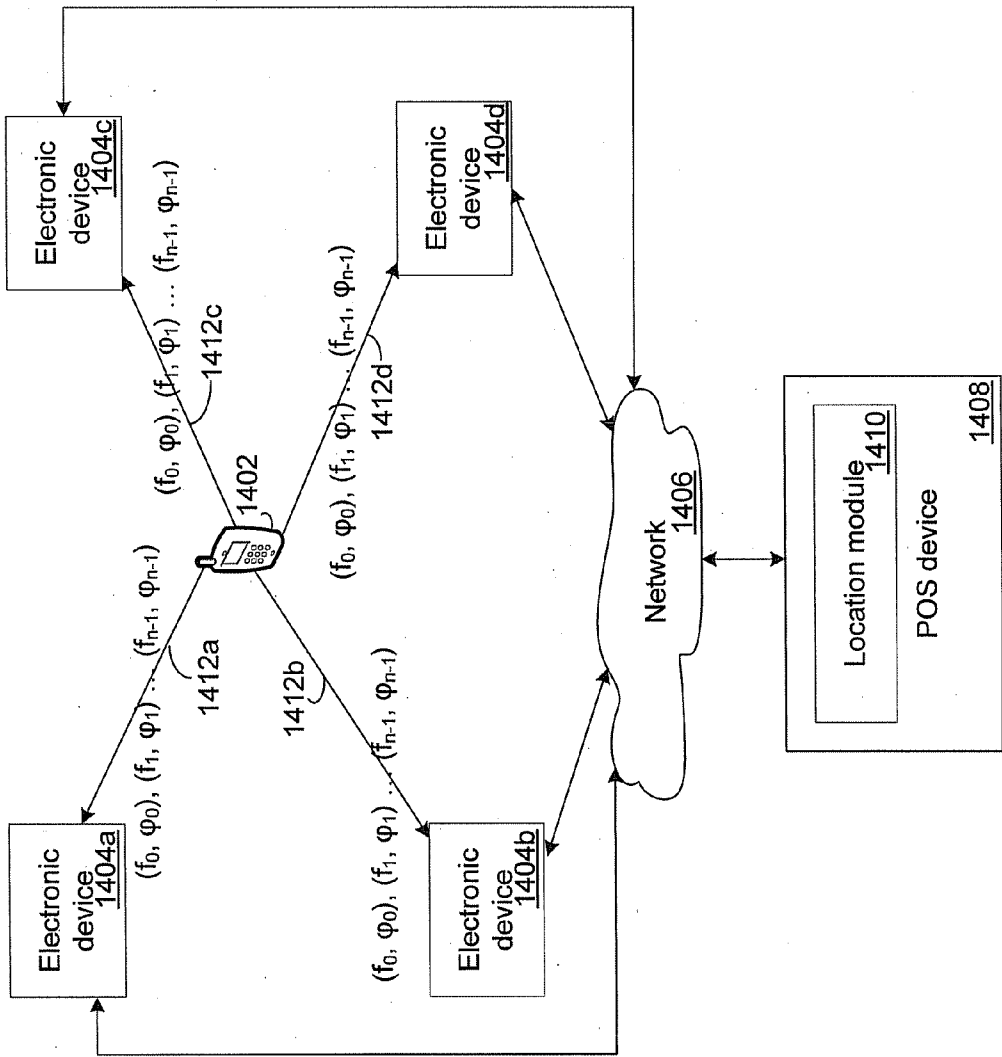 Electronic
device
1404a
(f0, φ0), (f1, φ1) ... (fn-1, φn-1)
1412a
Electronic
device
1404c
(f0, φ0), (f1, φ1) ... (fn-1, φn-1)
1412c
1402
Electronic
device
1404b
(f0, φ0), (f1, φ1) ... (fn-1, φn-1)
1412b
Electronic
device
1404d
(f0, φ0), (f1, φ1) ... (fn-1, φn-1)
1412d
Network
1406
Location module
1410
POS device
1408